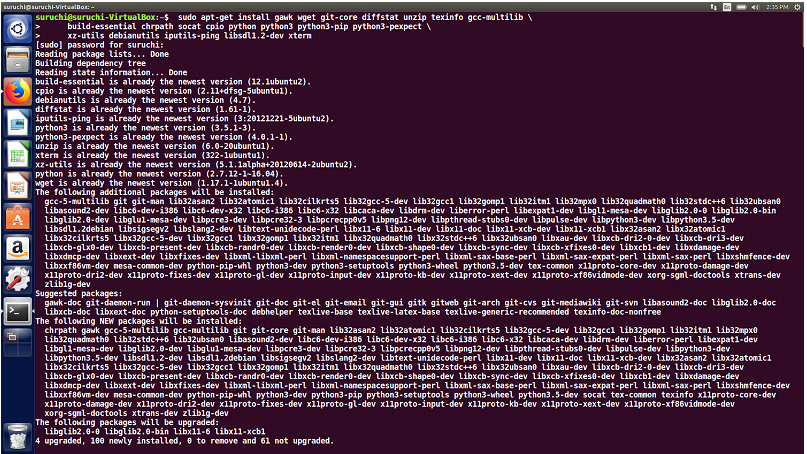 suruchi@suruchi-VirtualBox: ~
2:35 PM
suruchi@suruchi-VirtualBox:~$ sudo apt-get install gawk wget git-core diffstat unzip texinfo gcc-multilib \
> build-essential chrpath socat cpio python python3 python3-pip python3-pexpect \
> xz-utils debianutils iputils-ping libsdl1.2-dev xterm
[sudo] password for suruchi:
Reading package lists... Done
Building dependency tree
Reading state information... Done
build-essential is already the newest version (12.1ubuntu2).
cpio is already the newest version (2.11+dfsg-5ubuntu1).
debianutils is already the newest version (4.7).
diffstat is already the newest version (1.61-1).
iputils-ping is already the newest version (3:20121221-5ubuntu2).
python3 is already the newest version (3.5.1-3).
python3-pexpect is already the newest version (4.0.1-1).
unzip is already the newest version (6.0-20ubuntu1).
xterm is already the newest version (322-1ubuntu1).
xz-utils is already the newest version (5.1.1alpha+20120614-2ubuntu2).
python is already the newest version (2.7.12-1~16.04).
wget is already the newest version (1.17.1-1ubuntu1.4).
The following additional packages will be installed:
gcc-5-multilib git git-man lib32asan2 lib32atomic1 lib32cilkrts5 lib32gcc-5-dev lib32gcc1 lib32gomp1 lib32itm1 lib32mpx0 lib32quadmath0 lib32stdc++6 lib32ubsan0
libasound2-dev libc6-dev-i386 libc6-dev-x32 libc6-i386 libc6-x32 libcaca-dev libdrm-dev liberror-perl libexpat1-dev libgl1-mesa-dev libglib2.0-0 libglib2.0-bin
libglib2.0-dev libglu1-mesa-dev libpcre3-dev libpcre32-3 libpcrecpp0v5 libpng12-dev libpthread-stubs0-dev libpulse-dev libpython3-dev libpython3.5-dev
libsdl1.2debian libsigsegv2 libslang2-dev libtext-unidecode-perl libx11-6 libx11-dev libx11-doc libx11-xcb-dev libx11-xcb1 libx32asan2 libx32atomic1
libx32cilkrts5 libx32gcc-5-dev libx32gcc1 libx32gomp1 libx32itm1 libx32quadmath0 libx32stdc++6 libx32ubsan0 libxau-dev libxcb-dri2-0-dev libxcb-dri3-dev
libxcb-glx0-dev libxcb-present-dev libxcb-randr0-dev libxcb-render0-dev libxcb-shape0-dev libxcb-sync-dev libxcb-xfixes0-dev libxcb1-dev libxdamage-dev
libxdmcp-dev libxext-dev libxfixes-dev libxml-libxml-perl libxml-namespacesupport-perl libxml-sax-base-perl libxml-sax-expat-perl libxml-sax-perl libxshmfence-dev
libxxf86vm-dev mesa-common-dev python-pip-whl python3-dev python3-setuptools python3-wheel python3.5-dev tex-common x11proto-core-dev x11proto-damage-dev
x11proto-dri2-dev x11proto-fixes-dev x11proto-gl-dev x11proto-input-dev x11proto-kb-dev x11proto-xext-dev x11proto-xf86vidmode-dev xorg-sgml-doctools xtrans-dev
zlib1g-dev
Suggested packages:
gawk-doc git-daemon-run | git-daemon-sysvinit git-doc git-el git-email git-gui gitk gitweb git-arch git-cvs git-mediawiki git-svn libasound2-doc libglib2.0-doc
libxcb-doc libxext-doc python-setuptools-doc debhelper texlive-base texlive-latex-base texlive-generic-recommended texinfo-doc-nonfree
The following NEW packages will be installed:
chrpath gawk gcc-5-multilib gcc-multilib git git-core git-man lib32asan2 lib32atomic1 lib32cilkrts5 lib32gcc-5-dev lib32gcc1 lib32gomp1 lib32itm1 lib32mpx0
lib32quadmath0 lib32stdc++6 lib32ubsan0 libasound2-dev libc6-dev-i386 libc6-dev-x32 libc6-i386 libc6-x32 libcaca-dev libdrm-dev liberror-perl libexpat1-dev
libgl1-mesa-dev libglib2.0-dev libglu1-mesa-dev libpcre3-dev libpcre32-3 libpcrecpp0v5 libpng12-dev libpthread-stubs0-dev libpulse-dev libpython3-dev
libpython3.5-dev libsdl1.2-dev libsdl1.2debian libsigsegv2 libslang2-dev libtext-unidecode-perl libx11-dev libx11-doc libx11-xcb-dev libx32asan2 libx32atomic1
libx32cilkrts5 libx32gcc-5-dev libx32gcc1 libx32gomp1 libx32itm1 libx32quadmath0 libx32stdc++6 libx32ubsan0 libxau-dev libxcb-dri2-0-dev libxcb-dri3-dev
libxcb-glx0-dev libxcb-present-dev libxcb-randr0-dev libxcb-render0-dev libxcb-shape0-dev libxcb-sync-dev libxcb-xfixes0-dev libxcb1-dev libxdamage-dev
libxdmcp-dev libxext-dev libxfixes-dev libxml-libxml-perl libxml-namespacesupport-perl libxml-sax-base-perl libxml-sax-expat-perl libxml-sax-perl libxshmfence-dev
libxxf86vm-dev mesa-common-dev python-pip-whl python3-dev python3-pip python3-setuptools python3-wheel python3.5-dev socat tex-common texinfo x11proto-core-dev
x11proto-damage-dev x11proto-dri2-dev x11proto-fixes-dev x11proto-gl-dev x11proto-input-dev x11proto-kb-dev x11proto-xext-dev x11proto-xf86vidmode-dev
xorg-sgml-doctools xtrans-dev zlib1g-dev
The following packages will be upgraded:
libglib2.0-0 libglib2.0-bin libx11-6 libx11-xcb1
4 upgraded, 100 newly installed, 0 to remove and 61 not upgraded.